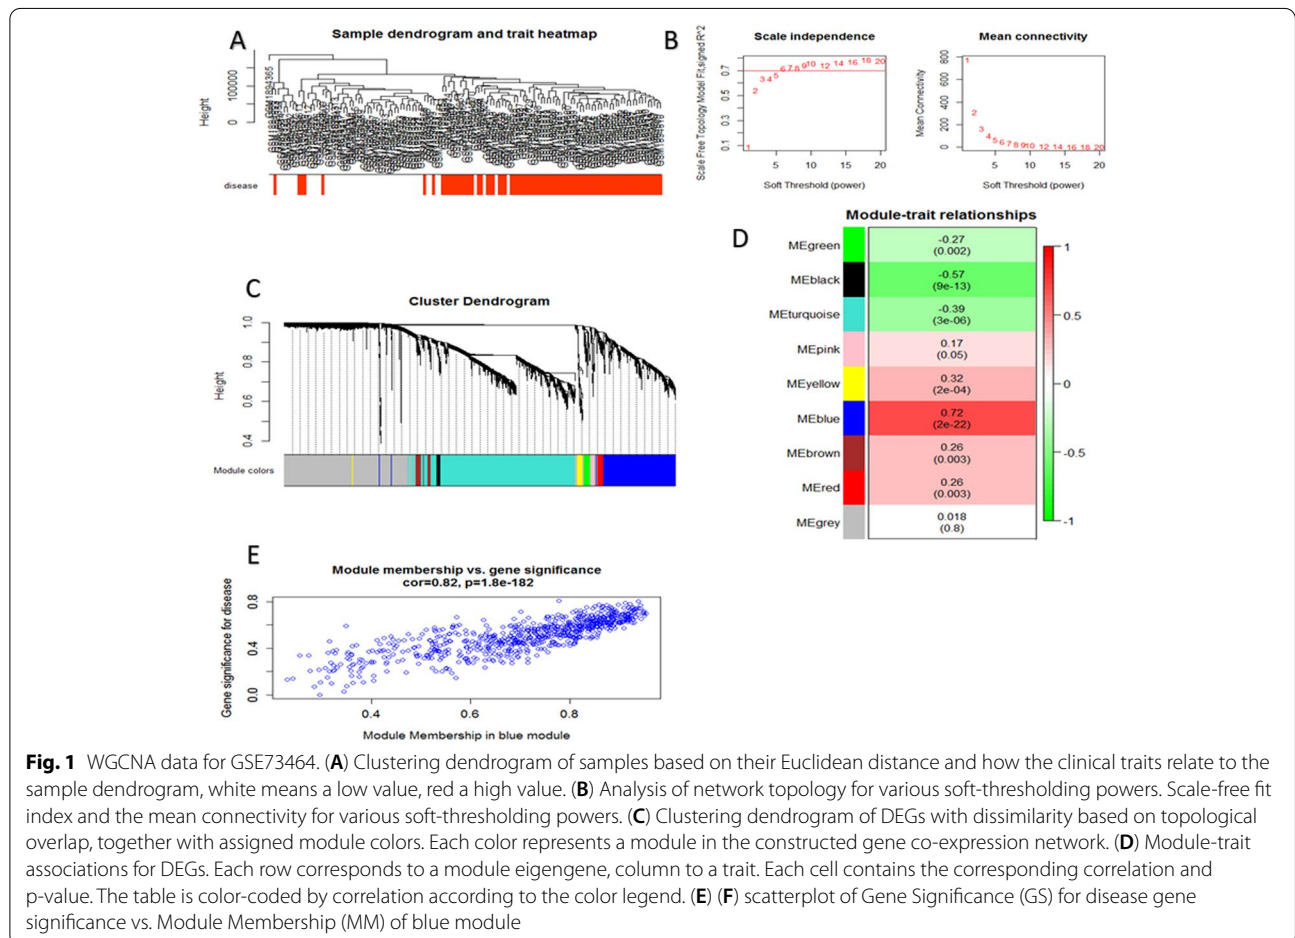 A
Sample dendrogram and trait heatmap
Height
0 100000
disease
B
Scale independence
Scale Free Topology Model Fit,signed R^2
0.1 0.3 0.5 0.7
1 2 3 4 5 6 7 8 9 10 12 14 16 18 20
5 10 15 20
Soft Threshold (power)
Mean connectivity
Mean Connectivity
0 200 400 600 800
1 2 3 4 5 6 7 8 9 10 12 14 16 18 20
5 10 15 20
Soft Threshold (power)
C
Cluster Dendrogram
Height
0.4 0.6 0.8 1.0
Module colors
D
Module-trait relationships
MEgreen -0.27
(0.002)
MEblack -0.57
(9e-13)
MEturquoise -0.39
(3e-06)
MEpink 0.17
(0.05)
MEyellow 0.32
(2e-04)
MEblue 0.72
(2e-22)
MEbrown 0.26
(0.003)
MEred 0.26
(0.003)
MEgrey 0.018
(0.8)
1
0.5
0
-0.5
-1
E
Module membership vs. gene significance
cor=0.82, p=1.8e-182
Gene significance for disease
0.0 0.4 0.8
0.4 0.6 0.8
Module Membership in blue module
Fig. 1 WGCNA data for GSE73464. (A) Clustering dendrogram of samples based on their Euclidean distance and how the clinical traits relate to the
sample dendrogram, white means a low value, red a high value. (B) Analysis of network topology for various soft-thresholding powers. Scale-free fit
index and the mean connectivity for various soft-thresholding powers. (C) Clustering dendrogram of DEGs with dissimilarity based on topological
overlap, together with assigned module colors. Each color represents a module in the constructed gene co-expression network. (D) Module-trait
associations for DEGs. Each row corresponds to a module eigengene, column to a trait. Each cell contains the corresponding correlation and
p-value. The table is color-coded by correlation according to the color legend. (E) (F) scatterplot of Gene Significance (GS) for disease gene
significance vs. Module Membership (MM) of blue module